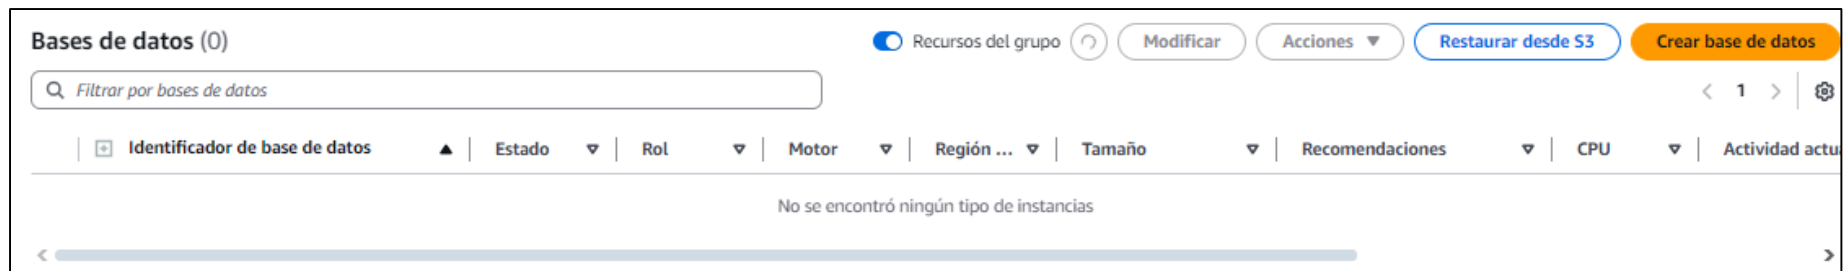 Bases de datos (0) Recursos del grupo Modificar Acciones Restaurar desde S3 Crear base de datos
Filtrar por bases de datos 1
Identificador de base de datos Estado Rol Motor Región ... Tamaño Recomendaciones CPU Actividad actu
No se encontró ningún tipo de instancias